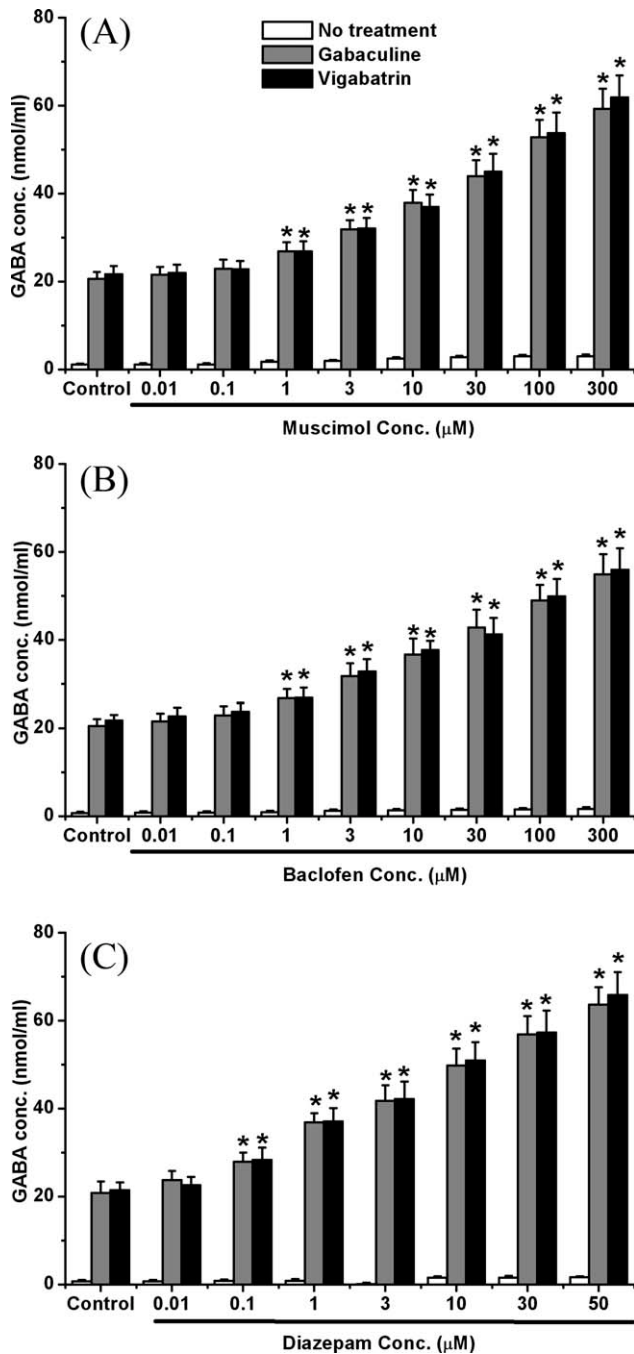 (A)
No treatment
Gabaculine
Vigabatrin
80
60
40
20
0
GABA conc. (nmol/ml)
* * * * * * * * * * * *
Control 0.01 0.1 1 3 10 30 100 300
Muscimol Conc. (μM)
(B)
80
60
40
20
0
GABA conc. (nmol/ml)
* * * * * * * * * * * *
Control 0.01 0.1 1 3 10 30 100 300
Baclofen Conc. (μM)
(C)
80
60
40
20
0
GABA conc. (nmol/ml)
* * * * * * * * * * * *
Control 0.01 0.1 1 3 10 30 50
Diazepam Conc. (μM)